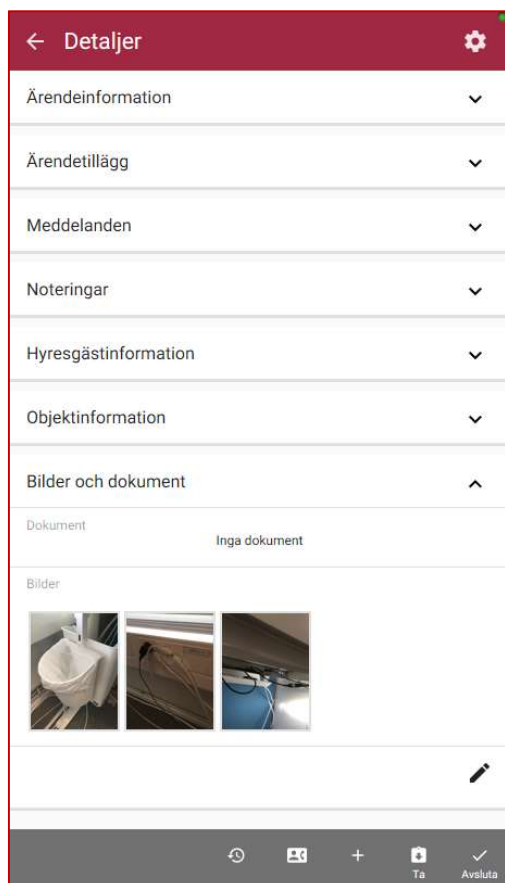 Detaljer
Ärendeinformation
Ärendetillägg
Meddelanden
Noteringar
Hyresgästinformation
Objektinformation
Bilder och dokument
Dokument
Inga dokument
Bilder
Ta
Avsluta